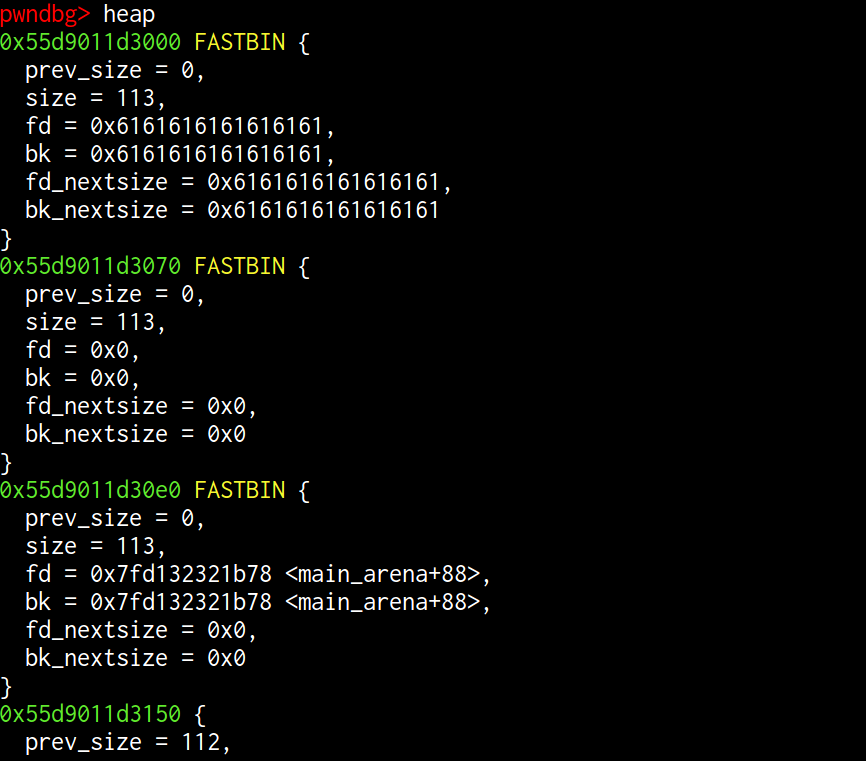 pwndbg> heap
0x55d9011d3000 FASTBIN {
  prev_size = 0,
  size = 113,
  fd = 0x6161616161616161,
  bk = 0x6161616161616161,
  fd_nextsize = 0x6161616161616161,
  bk_nextsize = 0x6161616161616161
}
0x55d9011d3070 FASTBIN {
  prev_size = 0,
  size = 113,
  fd = 0x0,
  bk = 0x0,
  fd_nextsize = 0x0,
  bk_nextsize = 0x0
}
0x55d9011d30e0 FASTBIN {
  prev_size = 0,
  size = 113,
  fd = 0x7fd132321b78 <main_arena+88>,
  bk = 0x7fd132321b78 <main_arena+88>,
  fd_nextsize = 0x0,
  bk_nextsize = 0x0
}
0x55d9011d3150 {
  prev_size = 112,